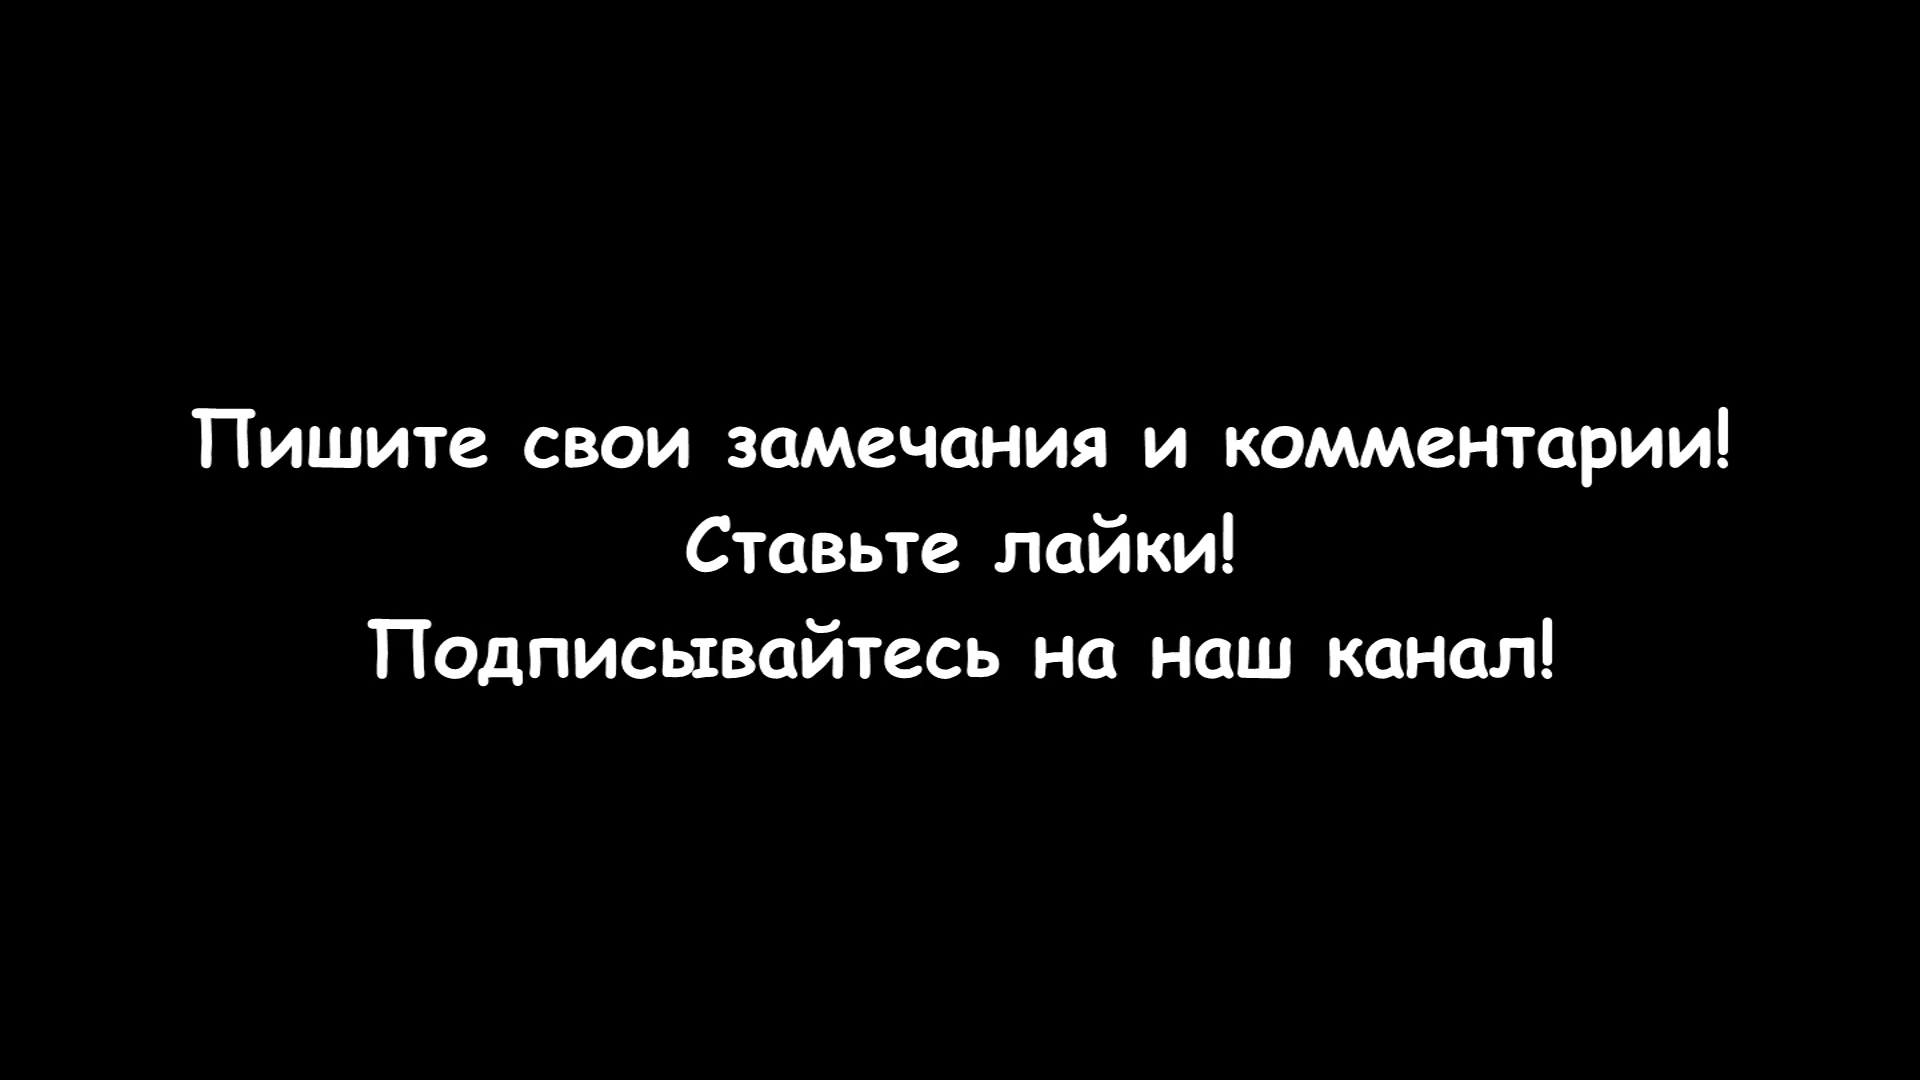 Пишите свои замечания и комментарии!
Ставьте лайки!
Подписывайтесь на наш канал!